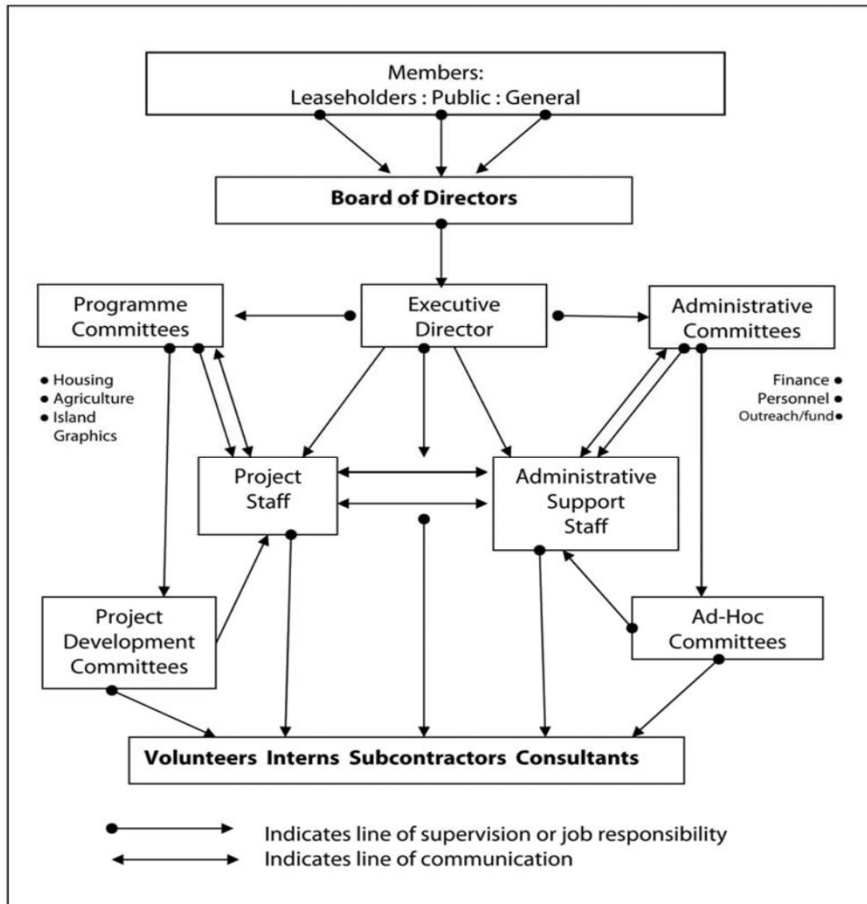 Members:
Leaseholders : Public : General
Board of Directors
Programme
Committees
Executive
Director
Administrative
Committees
• Housing
• Agriculture
• Island
Graphics
Finance •
Personnel •
Outreach/fund •
Project
Staff
Administrative
Support
Staff
Project
Development
Committees
Ad-Hoc
Committees
Volunteers Interns Subcontractors Consultants
Indicates line of supervision or job responsibility
Indicates line of communication